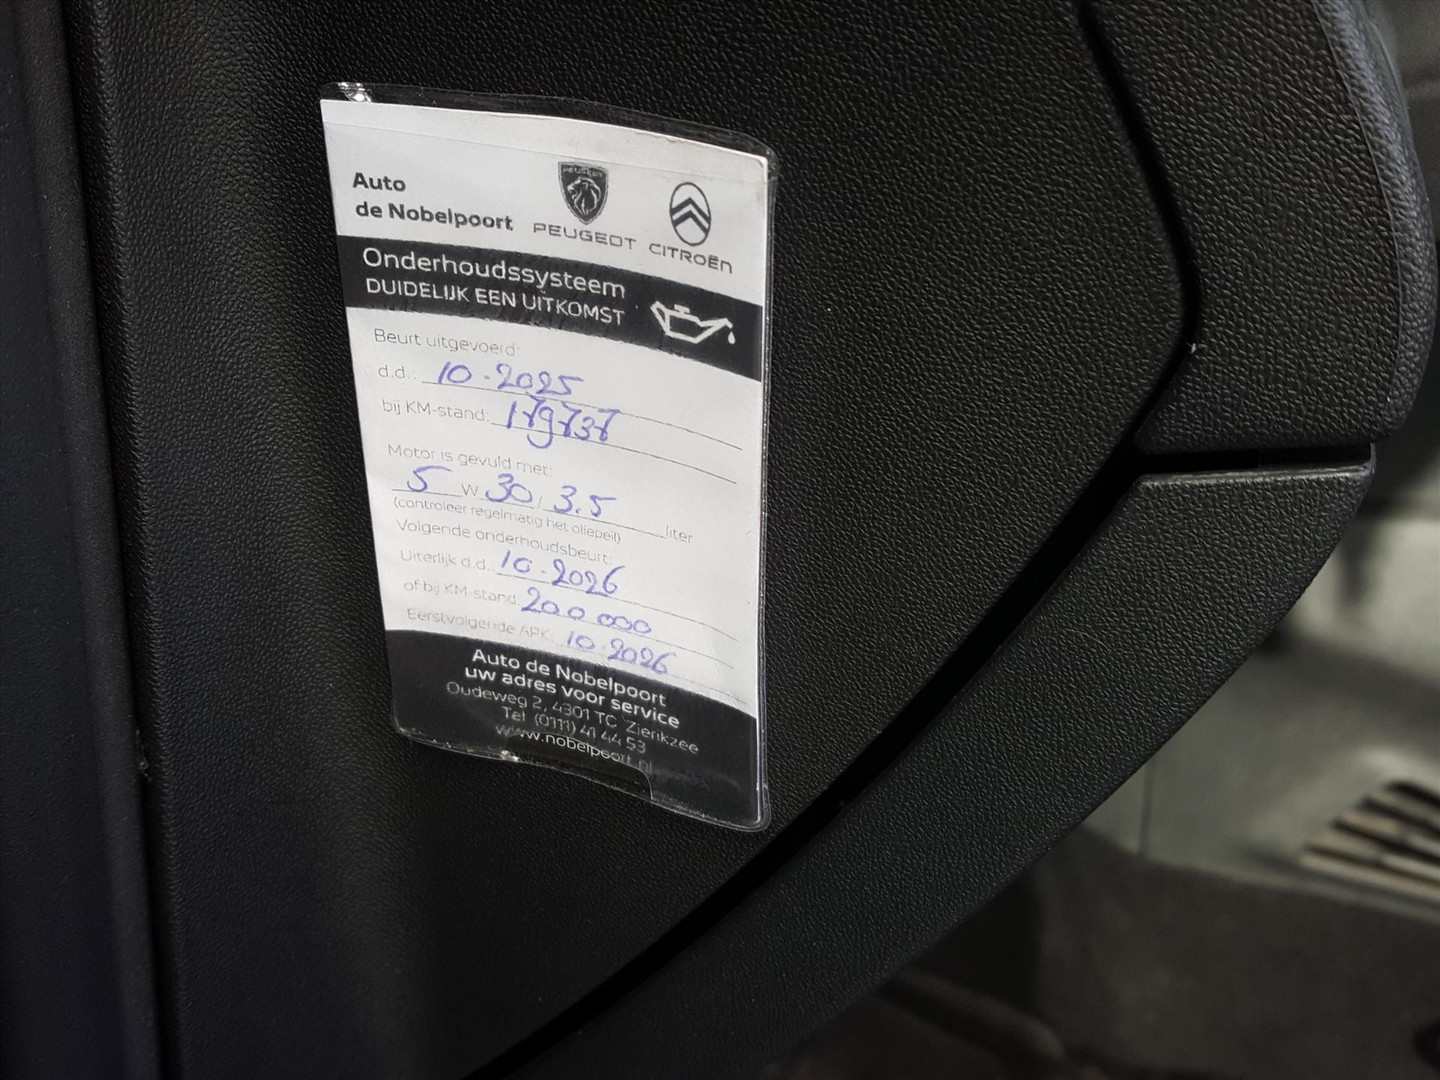 Auto
de Nobelpoort
PEUGEOT
PEUGEOT
CITROËN
Onderhoudssysteem
DUIDELIJK EEN UITKOMST
Beurt uitgevoerd:
d.d.: 10-2025
bij KM-stand: 179737
Motor is gevuld met:
5 W 30 / 3.5 liter
(controleer regelmatig het oliepeil)
Volgende onderhoudsbeurt:
Uiterlijk d.d.: 10-2026
of bij KM-stand: 200 000
Eerstvolgende APK: 10-2026
Auto de Nobelpoort
uw adres voor service
Oudeweg 2, 4301 TC Zierikzee
Tel. (0111) 41 44 53
www.nobelpoort.nl